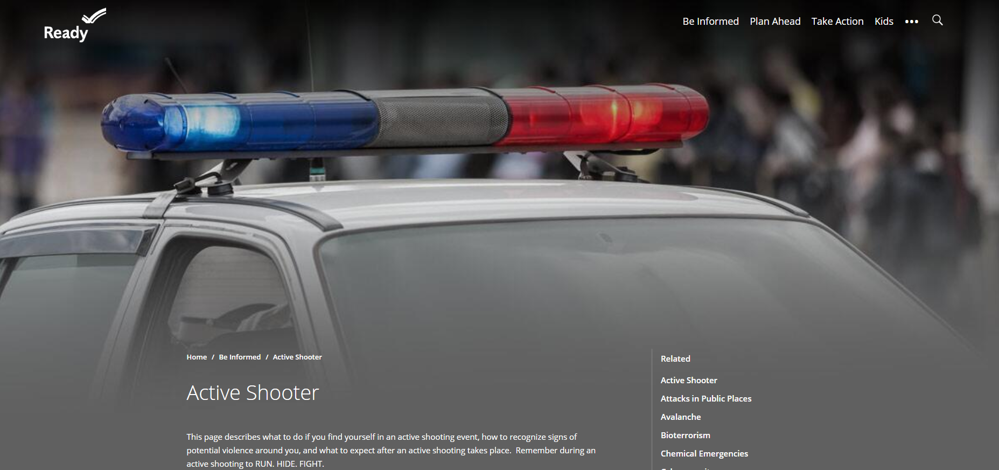 Ready
Be Informed Plan Ahead Take Action Kids •••
Home / Be Informed / Active Shooter
Active Shooter
This page describes what to do if you find yourself in an active shooting event, how to recognize signs of
potential violence around you, and what to expect after an active shooting takes place.  Remember during an
active shooting to RUN. HIDE. FIGHT.
Related
Active Shooter
Attacks in Public Places
Avalanche
Bioterrorism
Chemical Emergencies